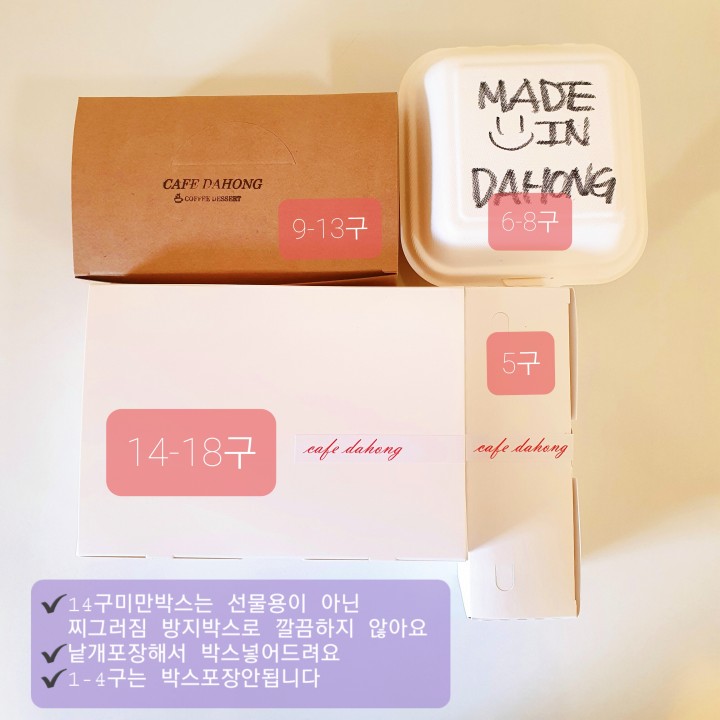 MADE
IN
DAHONG
CAFE DAHONG
COFFEE DESSERT
9-13구
6-8구
5구
14-18구
cafe dahong
cafe dahong
✔14구미만박스는 선물용이 아닌
찌그러짐 방지박스로 깔끔하지 않아요
✔낱개포장해서 박스넣어드려요
✔1-4구는 박스포장안됩니다